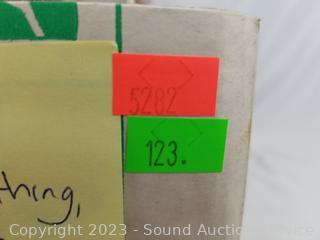 5282
123.
thing,
Copyright 2023 - Sound Auction Service